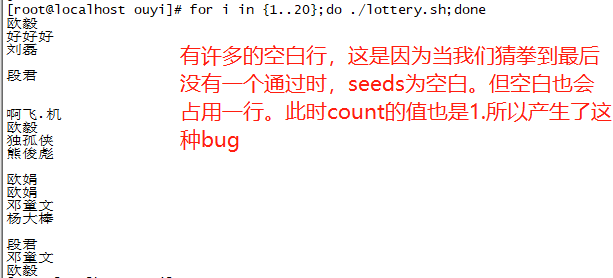 [root@localhost ouyi]# for i in {1..20};do ./lottery.sh;done
欧毅
好好好
刘磊
段君
啊飞.机
欧毅
独孤侠
熊俊彪
欧娟
欧娟
邓童文
杨大棒
段君
邓童文
欧毅
有许多的空白行，这是因为当我们猜拳到最后
没有一个通过时，seeds为空白。但空白也会
占用一行。此时count的值也是1.所以产生了这
种bug